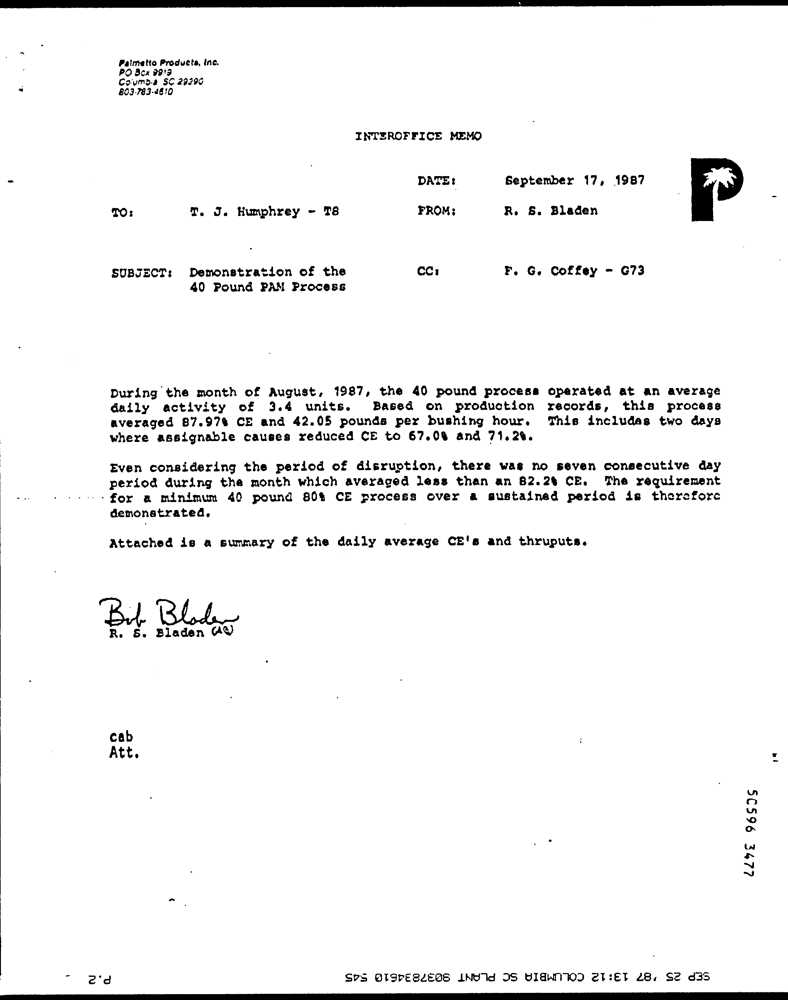 Palmetto Products, Inc.
PO Box 9919
Columbia SC 29290
803-783-4610
INTEROFFICE MEMO
DATE: September 17, 1987
P
TO: T. J. Humphrey - T8 FROM: R. S. Bladen
SUBJECT: Demonstration of the CC: F. G. Coffey - G73
40 Pound PAN Process
During the month of August, 1987, the 40 pound process operated at an average
daily activity of 3.4 units. Based on production records, this process
averaged 87.97% CE and 42.05 pounds per bushing hour. This includes two days
where assignable causes reduced CE to 67.0% and 71.2%.
Even considering the period of disruption, there was no seven consecutive day
period during the month which averaged less than an 82.2% CE. The requirement
for a minimum 40 pound 80% CE process over a sustained period is therefore
demonstrated.
Attached is a summary of the daily average CE's and thruputs.
Bob Bladen
R. S. Bladen
cab
Att.
50596 3477
SEP 25 '87 13:12 COLUMBIA SC PLANT 9037834610 545 P.2